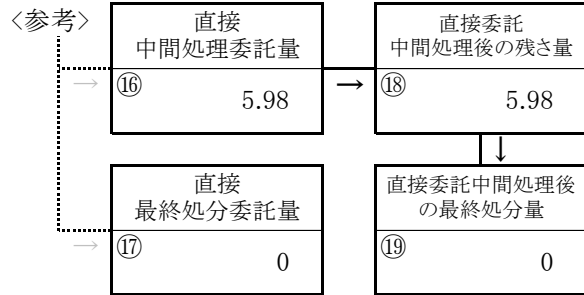 〈参考〉
直接
中間処理委託量
→
⑯
5.98
→
直接委託
中間処理後の残さ量
⑱
5.98
↓
直接
最終処分委託量
→
⑰
0
直接委託中間処理後
の最終処分量
⑲
0